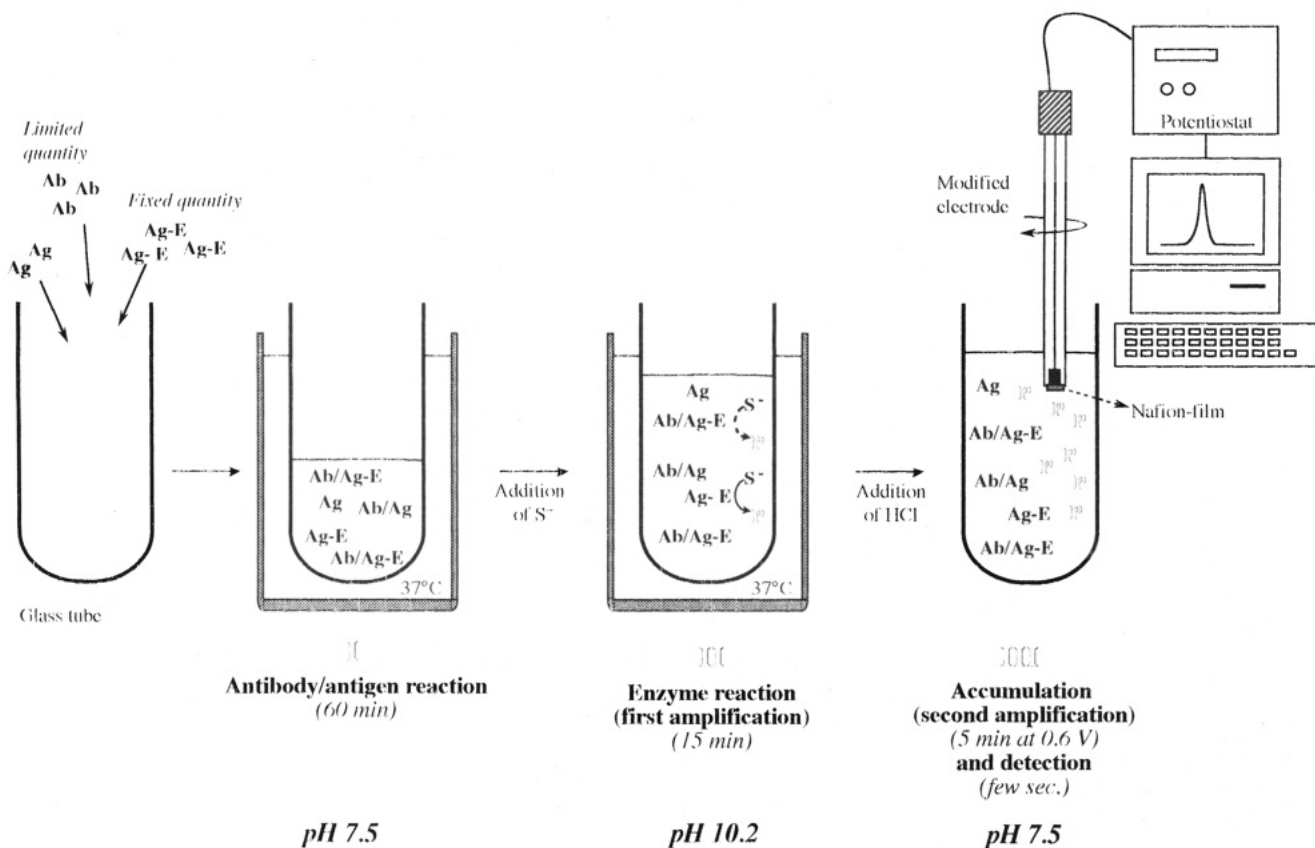 Limited
quantity
Ab
Ab
Ab
Fixed quantity
Ag-E
Ag- E
Ag-E
Ag
Ag
Glass tube
Ab/Ag-E
Ag
Ab/Ag
Ag-E
Ab/Ag-E
37°C
Antibody/antigen reaction
(60 min)
pH 7.5
Addition
of S⁻
Ag
S⁻
Ab/Ag-E
Ab/Ag
S⁻
Ag- E
Ab/Ag-E
37°C
Enzyme reaction
(first amplification)
(15 min)
pH 10.2
Addition
of HCl
Potentiostat
Modified
electrode
Nafion-film
Ag
Ab/Ag-E
Ab/Ag
Ag-E
Ab/Ag-E
Accumulation
(second amplification)
(5 min at 0.6 V)
and detection
(few sec.)
pH 7.5